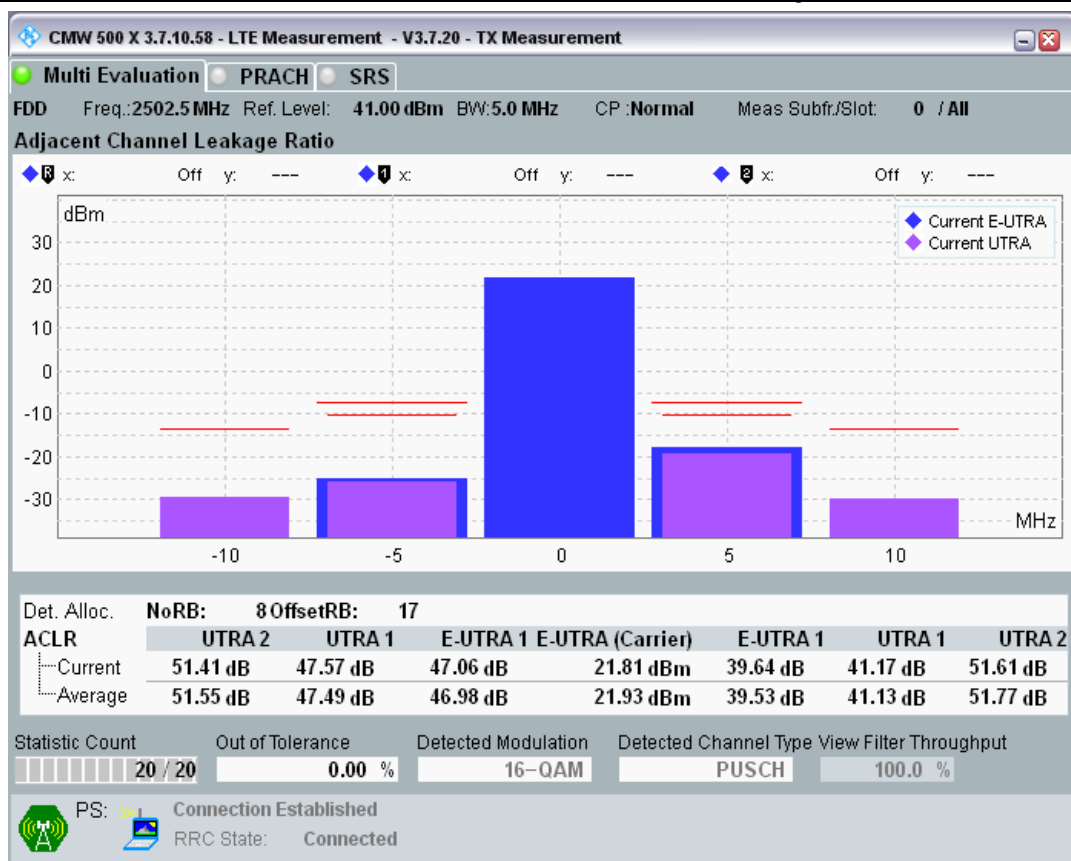 CMW 500 X 3.7.10.58 - LTE Measurement - V3.7.20 - TX Measurement
Multi Evaluation PRACH SRS
FDD Freq.:2502.5 MHz Ref. Level: 41.00 dBm BW:5.0 MHz CP :Normal Meas Subfr./Slot: 0 / All
Adjacent Channel Leakage Ratio
R x: Off y: --- 1 x: Off y: --- 2 x: Off y: ---
dBm
Current E-UTRA
Current UTRA
30
20
10
0
-10
-20
-30
MHz
-10 -5 0 5 10
Det. Alloc. NoRB: 8 OffsetRB: 17
ACLR UTRA 2 UTRA 1 E-UTRA 1 E-UTRA (Carrier) E-UTRA 1 UTRA 1 UTRA 2
Current 51.41 dB 47.57 dB 47.06 dB 21.81 dBm 39.64 dB 41.17 dB 51.61 dB
Average 51.55 dB 47.49 dB 46.98 dB 21.93 dBm 39.53 dB 41.13 dB 51.77 dB
Statistic Count Out of Tolerance Detected Modulation Detected Channel Type View Filter Throughput
20 / 20 0.00 % 16-QAM PUSCH 100.0 %
PS: Connection Established
RRC State: Connected